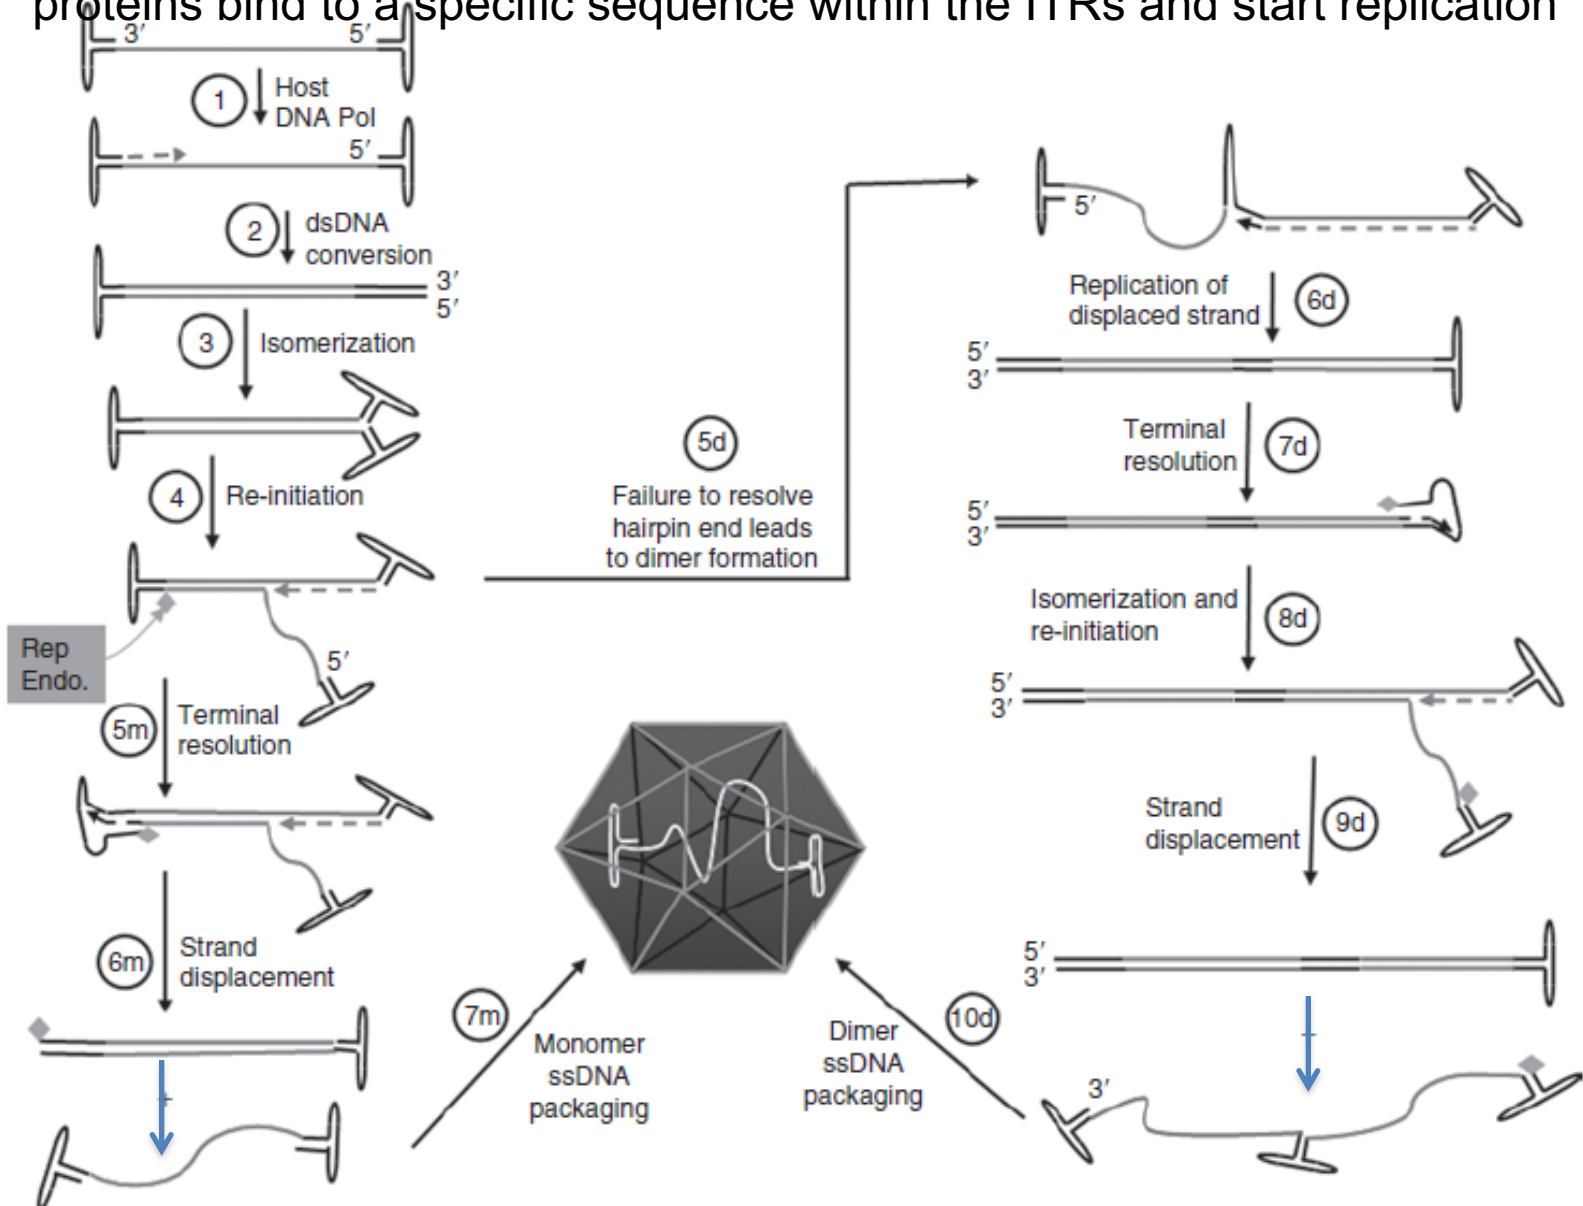 proteins bind to a specific sequence within the ITRs and start replication
3′ 5′
1
Host
DNA Pol
5′
2
dsDNA
conversion
3′
5′
3
Isomerization
4
Re-initiation
Rep
Endo.
5′
5m
Terminal
resolution
6m
Strand
displacement
+
7m
Monomer
ssDNA
packaging
5d
Failure to resolve
hairpin end leads
to dimer formation
5′
Replication of
displaced strand
6d
5′
3′
Terminal
resolution
7d
5′
3′
Isomerization and
re-initiation
8d
5′
3′
Strand
displacement
9d
5′
3′
+
3′
10d
Dimer
ssDNA
packaging